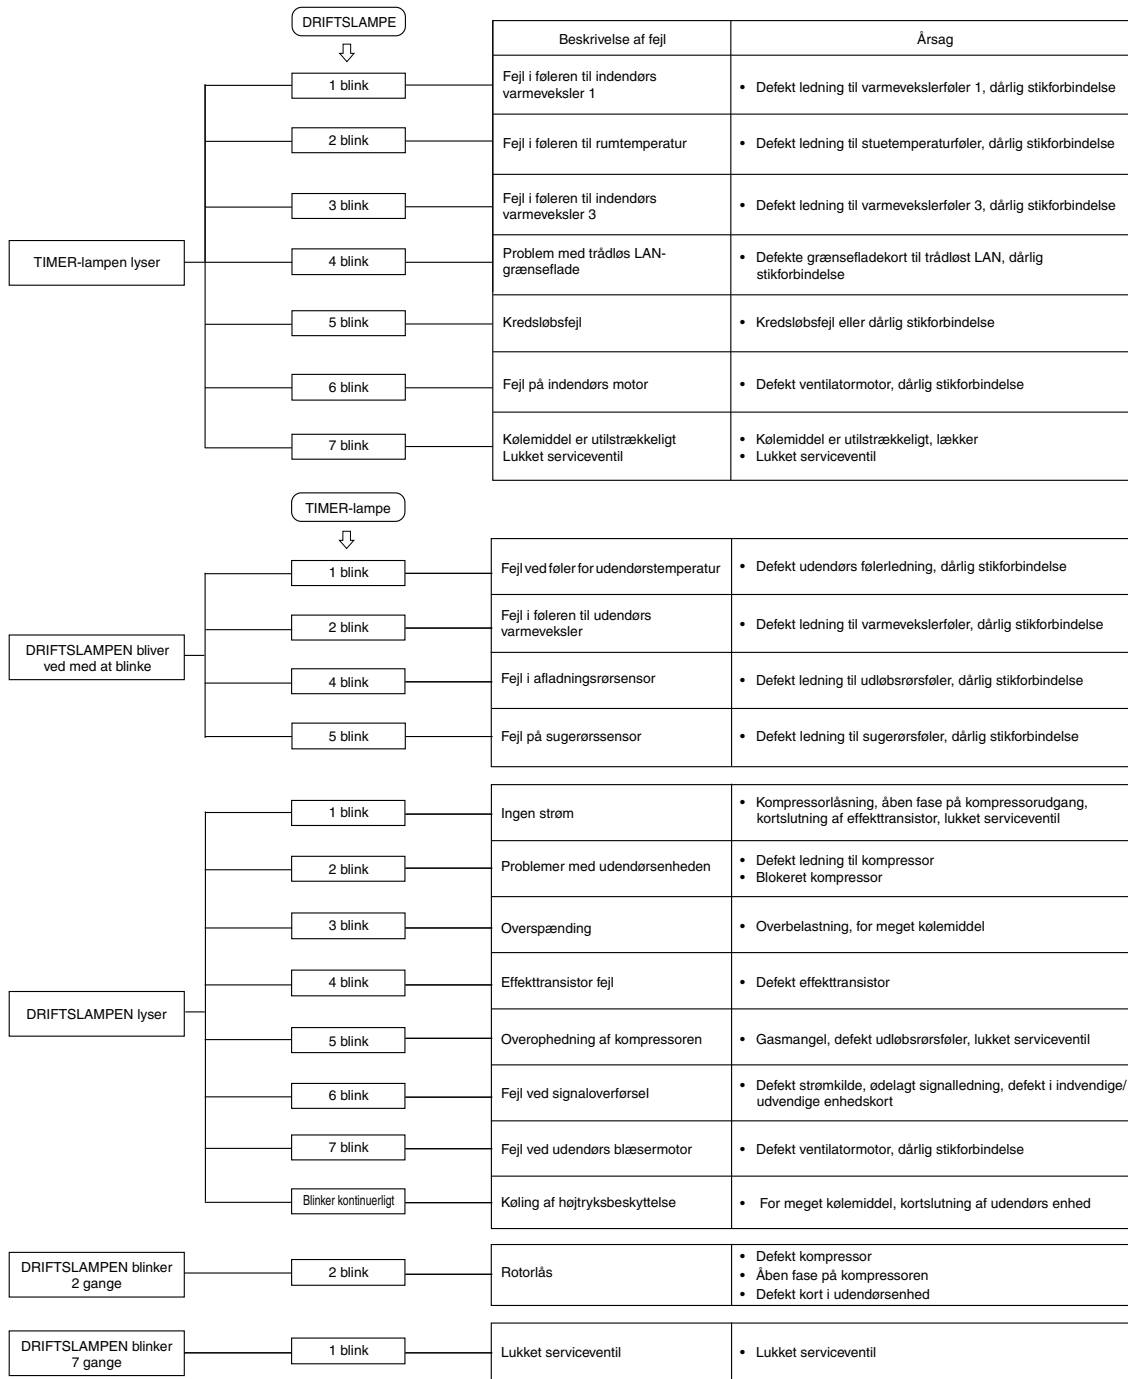 DRIFTSLAMPE
Beskrivelse af fejl
Årsag
TIMER-lampen lyser
1 blink
Fejl i føleren til indendørs
varmeveksler 1
• Defekt ledning til varmevekslerføler 1, dårlig stikforbindelse
2 blink
Fejl i føleren til rumtemperatur
• Defekt ledning til stuetemperaturføler, dårlig stikforbindelse
3 blink
Fejl i føleren til indendørs
varmeveksler 3
• Defekt ledning til varmevekslerføler 3, dårlig stikforbindelse
4 blink
Problem med trådløs LAN-
grænseflade
• Defekte grænsefladekort til trådløst LAN, dårlig
stikforbindelse
5 blink
Kredsløbsfejl
• Kredsløbsfejl eller dårlig stikforbindelse
6 blink
Fejl på indendørs motor
• Defekt ventilatormotor, dårlig stikforbindelse
7 blink
Kølemiddel er utilstrækkeligt
Lukket serviceventil
• Kølemiddel er utilstrækkeligt, lækker
• Lukket serviceventil
TIMER-lampe
DRIFTSLAMPEN bliver
ved med at blinke
1 blink
Fejl ved føler for udendørstemperatur
• Defekt udendørs følerledning, dårlig stikforbindelse
2 blink
Fejl i føleren til udendørs
varmeveksler
• Defekt ledning til varmevekslerføler, dårlig stikforbindelse
4 blink
Fejl i afladningsrørsensor
• Defekt ledning til udløbsrørsføler, dårlig stikforbindelse
5 blink
Fejl på sugerørssensor
• Defekt ledning til sugerørsføler, dårlig stikforbindelse
DRIFTSLAMPEN lyser
1 blink
Ingen strøm
• Kompressorlåsning, åben fase på kompressorudgang,
kortslutning af effekttransistor, lukket serviceventil
2 blink
Problemer med udendørsenheden
• Defekt ledning til kompressor
• Blokeret kompressor
3 blink
Overspænding
• Overbelastning, for meget kølemiddel
4 blink
Effekttransistor fejl
• Defekt effekttransistor
5 blink
Overophedning af kompressoren
• Gasmangel, defekt udløbsrørsføler, lukket serviceventil
6 blink
Fejl ved signaloverførsel
• Defekt strømkilde, ødelagt signalledning, defekt i indvendige/
udvendige enhedskort
7 blink
Fejl ved udendørs blæsermotor
• Defekt ventilatormotor, dårlig stikforbindelse
Blinker kontinuerligt
Køling af højtryksbeskyttelse
• For meget kølemiddel, kortslutning af udendørs enhed
DRIFTSLAMPEN blinker
2 gange
2 blink
Rotorlås
• Defekt kompressor
• Åben fase på kompressoren
• Defekt kort i udendørsenhed
DRIFTSLAMPEN blinker
7 gange
1 blink
Lukket serviceventil
• Lukket serviceventil